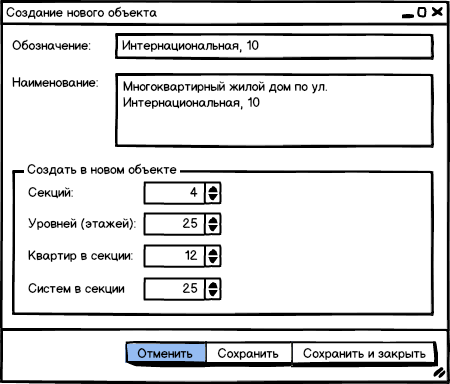 Создание нового объекта
Обозначение: Интернациональная, 10
Наименование: Многоквартирный жилой дом по ул.
Интернациональная, 10
Создать в новом объекте
Секций: 4
Уровней (этажей): 25
Квартир в секции: 12
Систем в секции 25
Отменить Сохранить Сохранить и закрыть